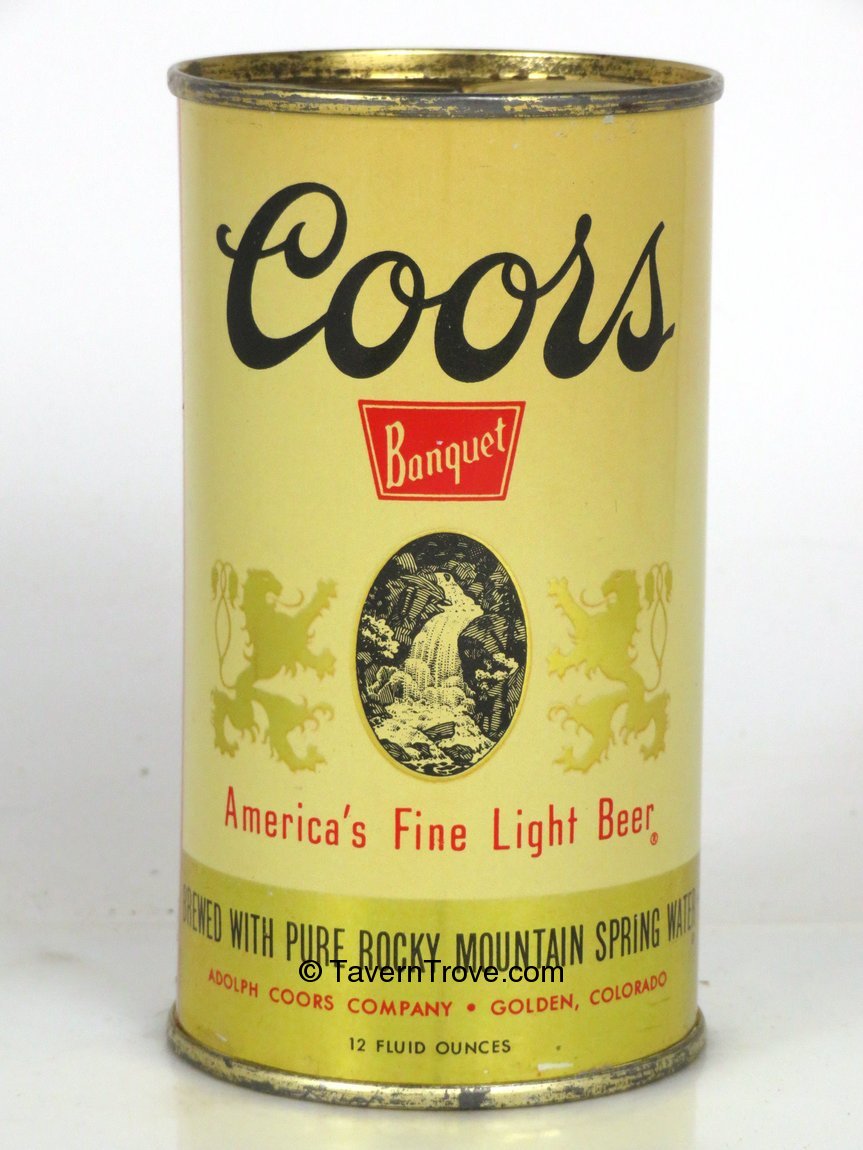 Coors
Banquet
America's Fine Light Beer®
BREWED WITH PURE ROCKY MOUNTAIN SPRING WATER
© TavernTrove.com
ADOLPH COORS COMPANY • GOLDEN, COLORADO
12 FLUID OUNCES